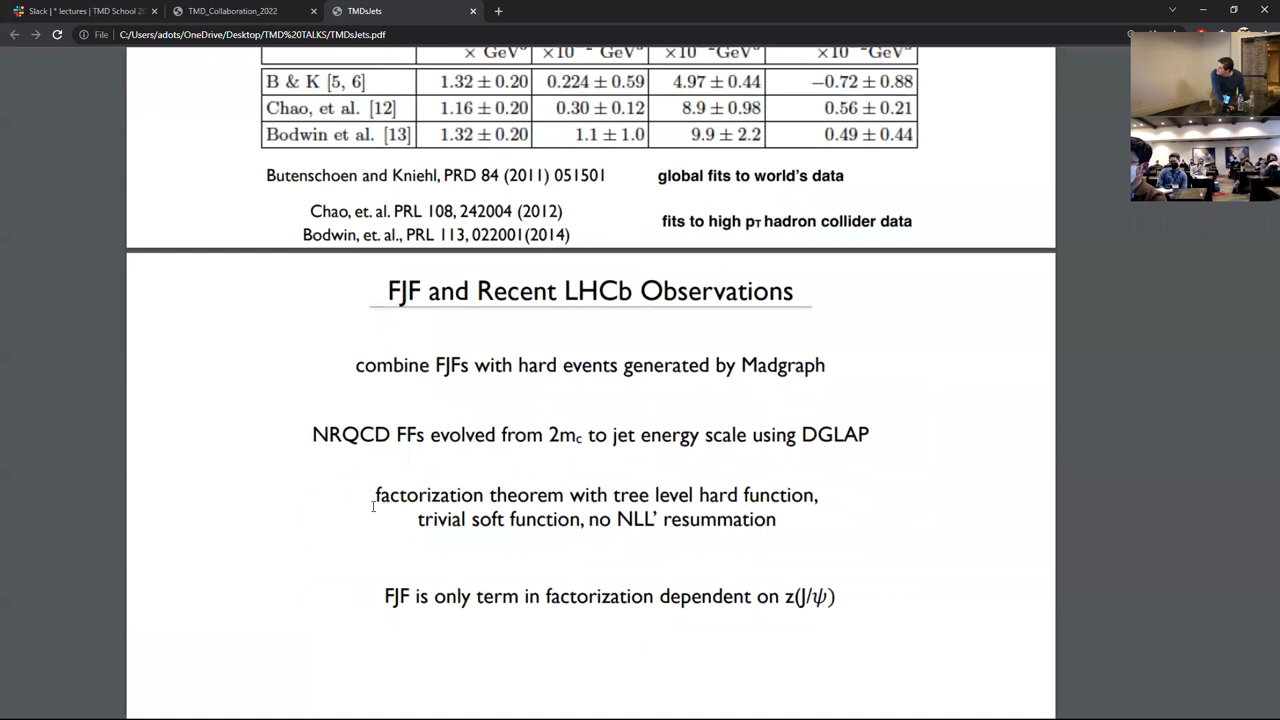 Slack | * lectures | TMD School 20
TMD_Collaboration_2022
TMDsJets
File
C:/Users/adots/OneDrive/Desktop/TMD%20TALKS/TMDsJets.pdf
× GeV³ ×10⁻² GeV³ ×10⁻²GeV³ ×10⁻²GeV³
B & K [5, 6] 1.32 ± 0.20 0.224 ± 0.59 4.97 ± 0.44 −0.72 ± 0.88
Chao, et al. [12] 1.16 ± 0.20 0.30 ± 0.12 8.9 ± 0.98 0.56 ± 0.21
Bodwin et al. [13] 1.32 ± 0.20 1.1 ± 1.0 9.9 ± 2.2 0.49 ± 0.44
Butenschoen and Kniehl, PRD 84 (2011) 051501 global fits to world's data
Chao, et. al. PRL 108, 242004 (2012)
fits to high pT hadron collider data
Bodwin, et. al., PRL 113, 022001(2014)
FJF and Recent LHCb Observations
combine FJFs with hard events generated by Madgraph
NRQCD FFs evolved from 2mc to jet energy scale using DGLAP
factorization theorem with tree level hard function,
trivial soft function, no NLL' resummation
FJF is only term in factorization dependent on z(J/ψ)